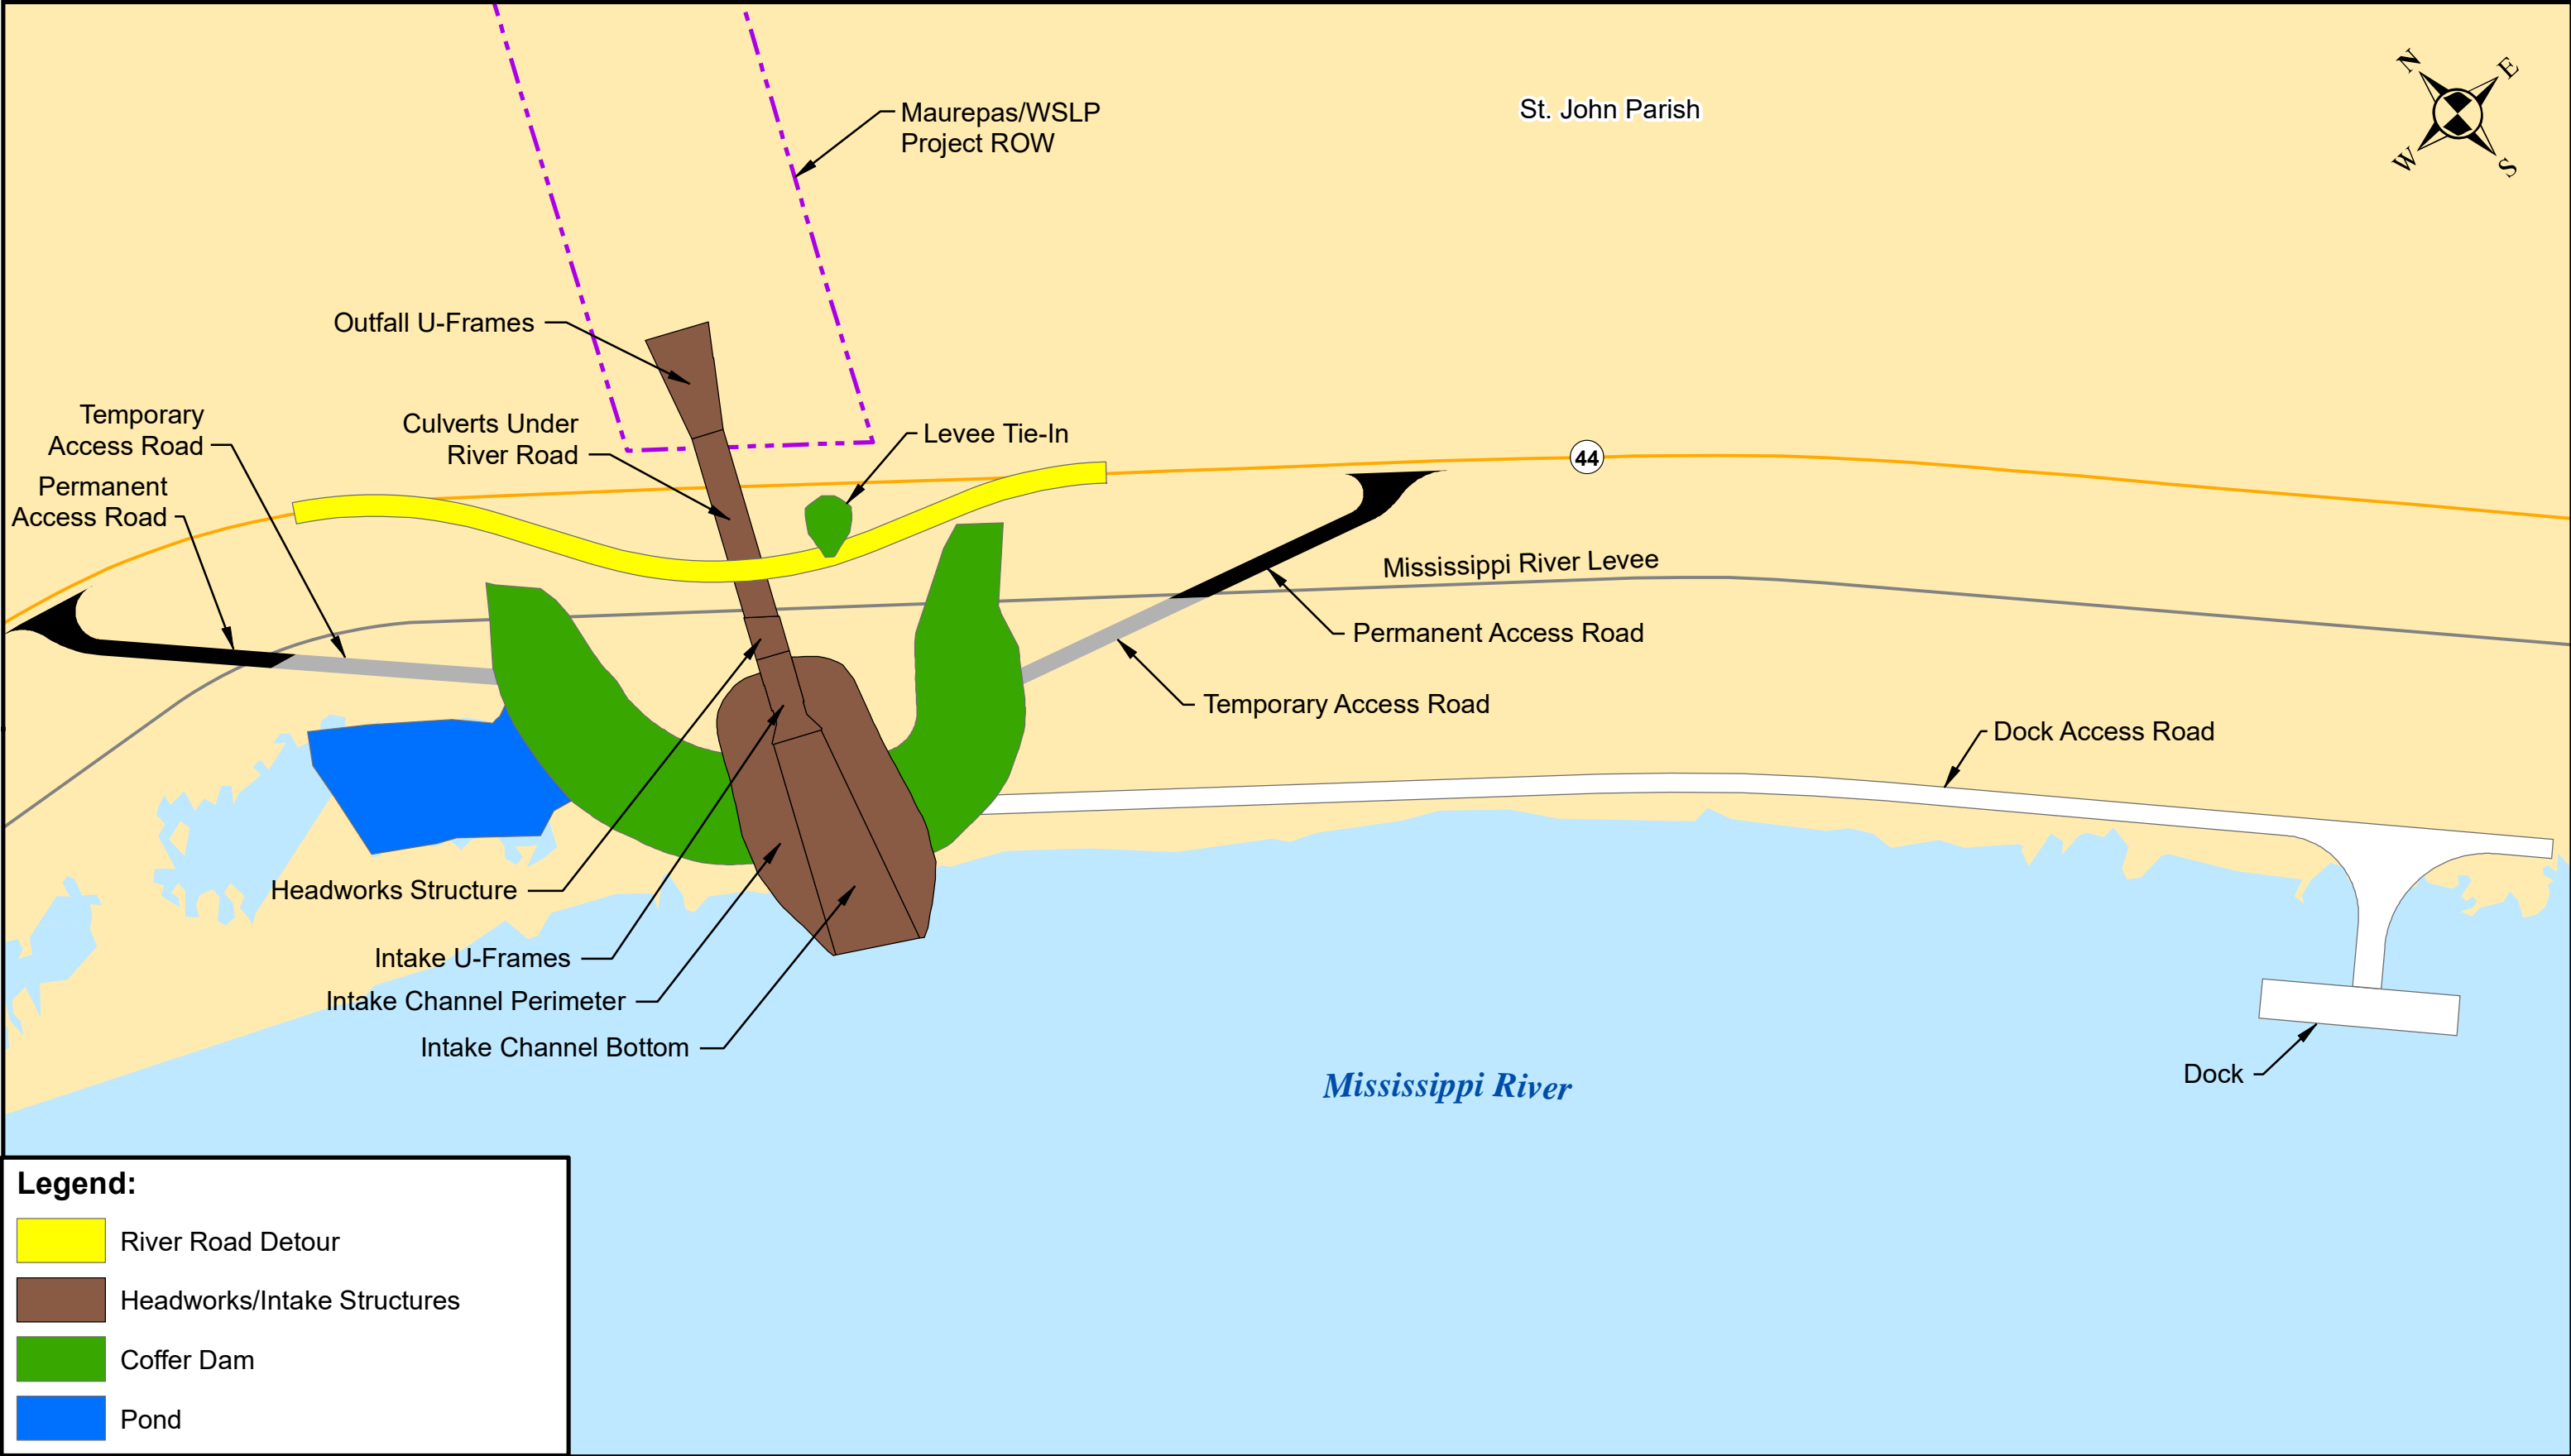 Maurepas/WSLP
Project ROW
St. John Parish
N
E
W
S
Outfall U-Frames
Temporary
Access Road
Permanent
Access Road
Culverts Under
River Road
Levee Tie-In
44
Mississippi River Levee
Permanent Access Road
Temporary Access Road
Dock Access Road
Headworks Structure
Intake U-Frames
Intake Channel Perimeter
Intake Channel Bottom
Mississippi River
Dock
Legend:
River Road Detour
Headworks/Intake Structures
Coffer Dam
Pond